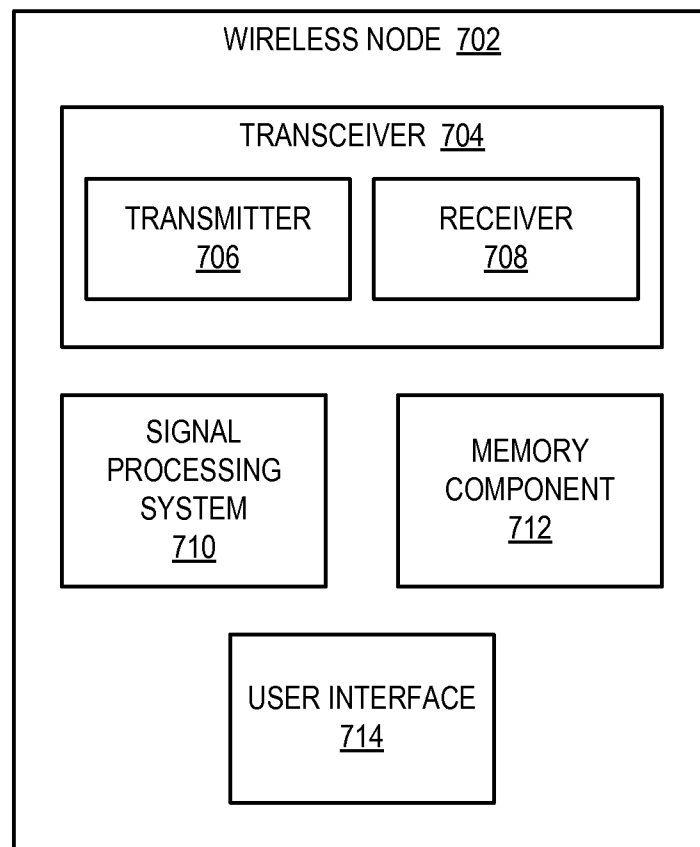 WIRELESS NODE 702
TRANSCEIVER 704
TRANSMITTER
706
RECEIVER
708
SIGNAL
PROCESSING
SYSTEM
710
MEMORY
COMPONENT
712
USER INTERFACE
714